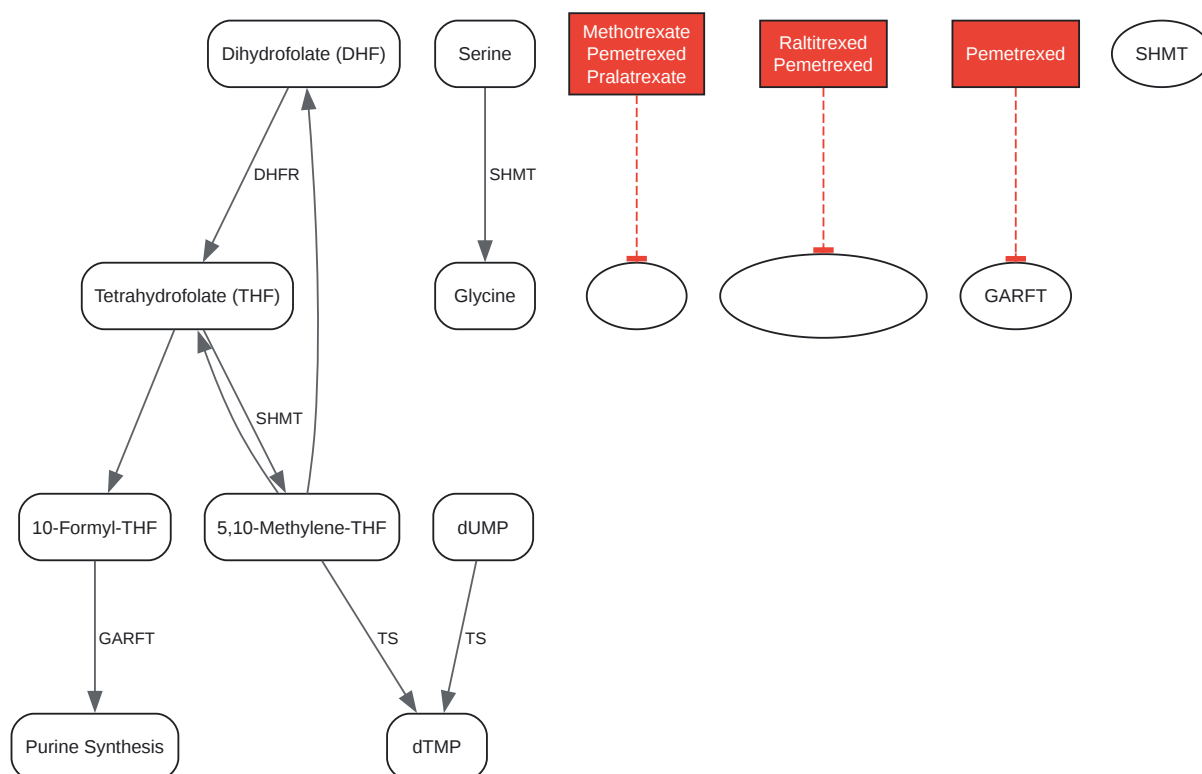 Dihydrofolate (DHF)
Serine
Methotrexate
Pemetrexed
Pralatrexate
Raltitrexed
Pemetrexed
Pemetrexed
SHMT
DHFR
SHMT
Tetrahydrofolate (THF)
Glycine
GARFT
SHMT
10-Formyl-THF
5,10-Methylene-THF
dUMP
GARFT
TS
TS
Purine Synthesis
dTMP